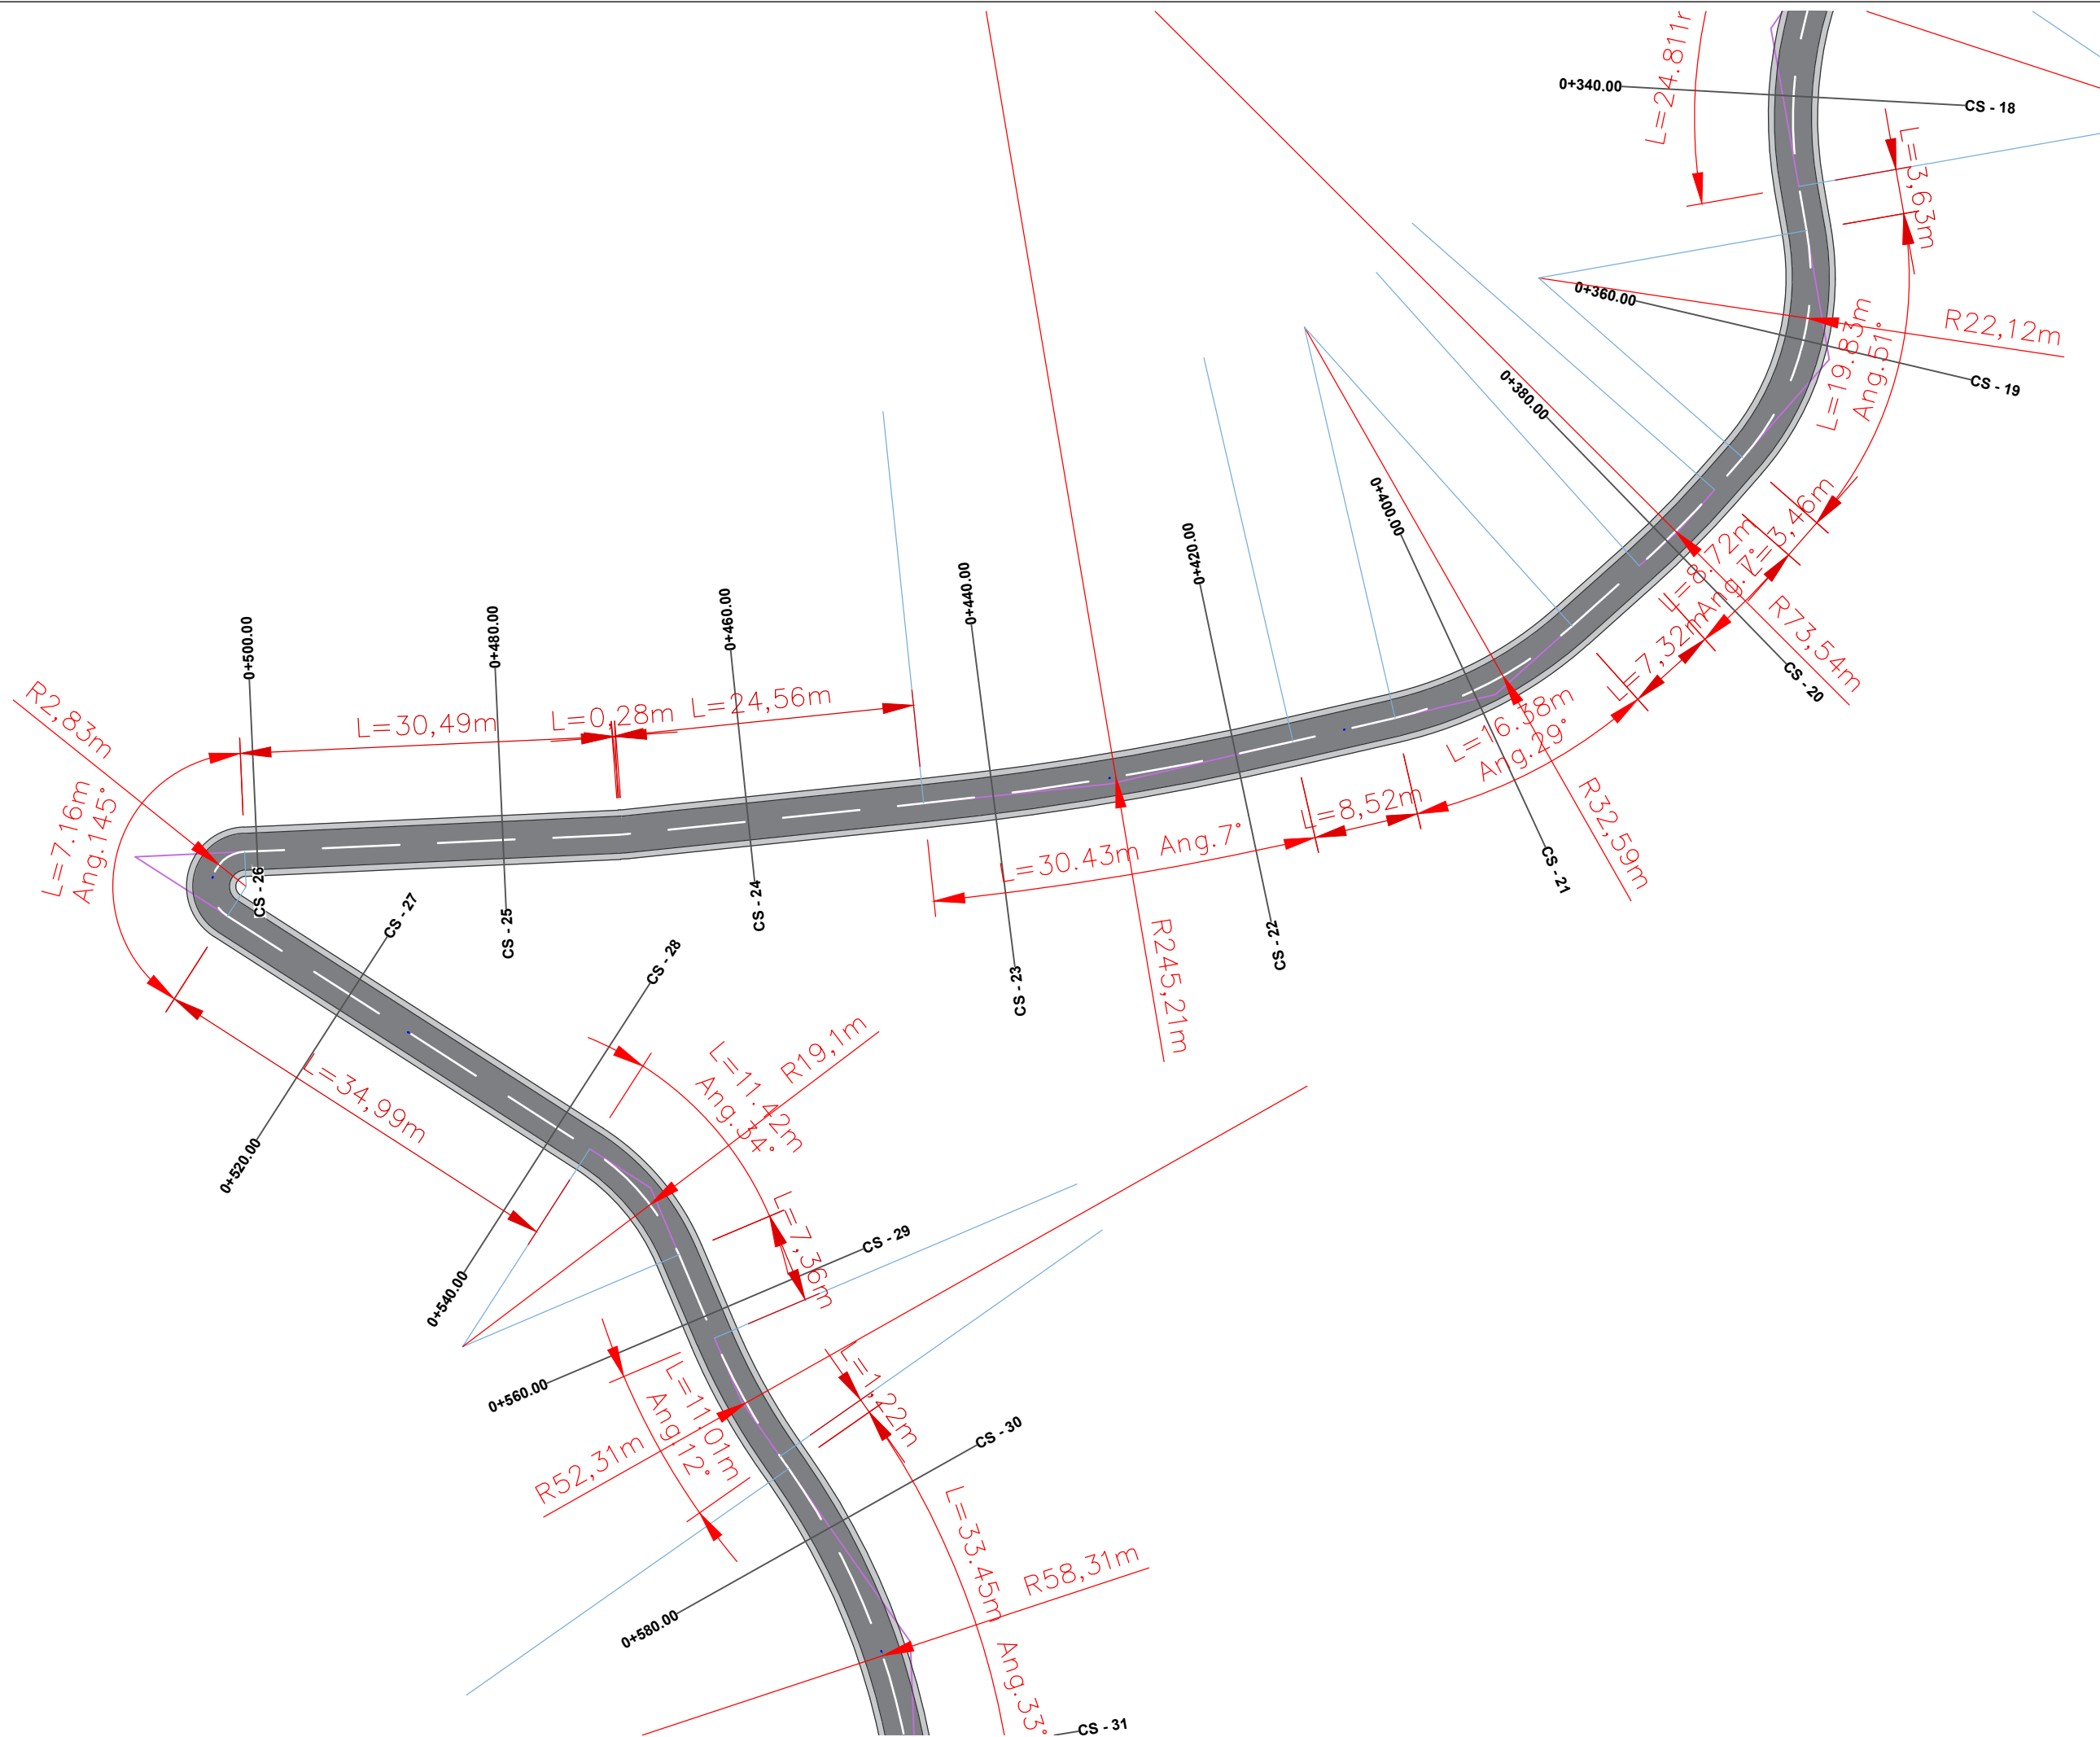 L=24.811
0+340.00
CS - 18
L=3,63m
0+360.00
R22,12m
L=19.83m
Ang.51°
CS - 19
0+380.00
L=3,46m
L=8.72m
Ang.7°
R73,54m
CS - 20
0+400.00
L=7,32m
L=16.38m
Ang.29°
R32,59m
CS - 21
0+420.00
L=8,52m
CS - 22
L=30.43m Ang.7°
R245,21m
0+440.00
CS - 23
0+460.00
L=24,56m
CS - 24
L=0,28m
0+480.00
L=30,49m
CS - 25
0+500.00
R2,83m
L=7.16m
Ang.145°
CS - 26
CS - 27
L=34,99m
0+520.00
CS - 28
0+540.00
L=11.42m
Ang.34°
R19,1m
L=7,36m
CS - 29
0+560.00
L=11.01m
Ang.12°
R52,31m
L=1,22m
CS - 30
0+580.00
L=33.45m
Ang.33°
R58,31m
CS - 31